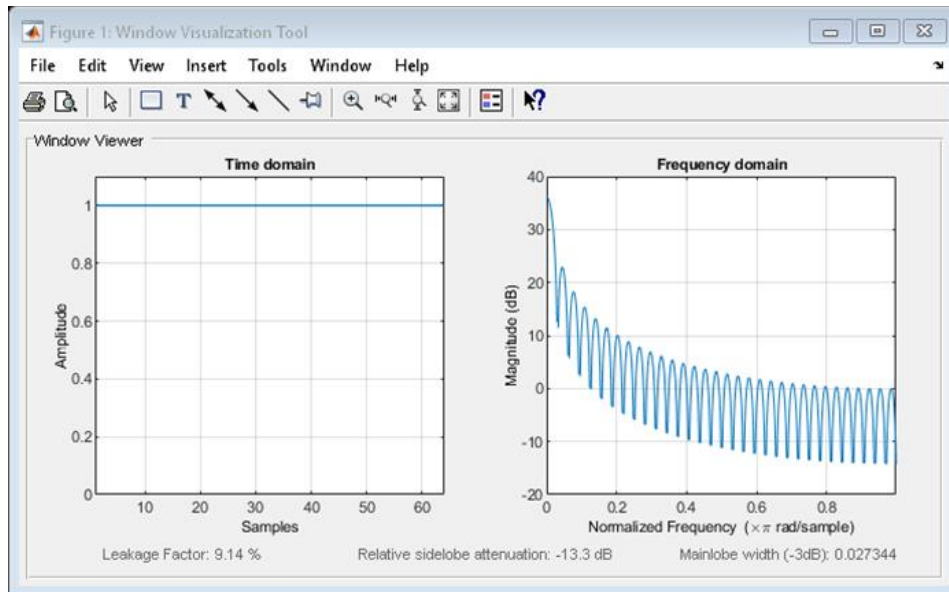 Figure 1: Window Visualization Tool
File Edit View Insert Tools Window Help
T
?
Window Viewer
Time domain
1
0.8
0.6
0.4
0.2
0
10 20 30 40 50 60
Amplitude
Samples
Frequency domain
40
30
20
10
0
-10
-20
0 0.2 0.4 0.6 0.8
Magnitude (dB)
Normalized Frequency (×π rad/sample)
Leakage Factor: 9.14 %
Relative sidelobe attenuation: -13.3 dB
Mainlobe width (-3dB): 0.027344